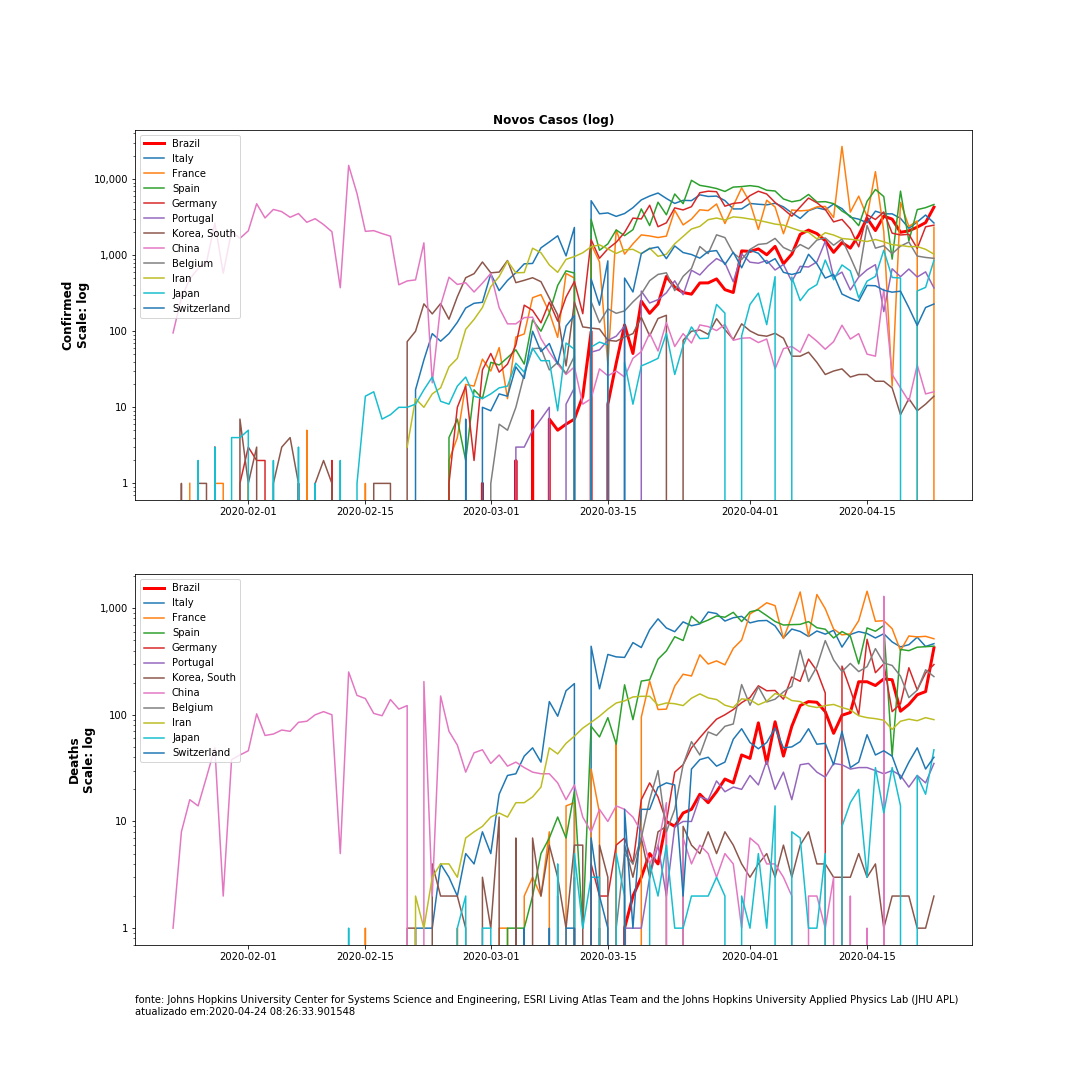 Novos Casos (log)
Confirmed
Scale: log
10,000
1,000
100
10
1
Brazil
Italy
France
Spain
Germany
Portugal
Korea, South
China
Belgium
Iran
Japan
Switzerland
2020-02-01
2020-02-15
2020-03-01
2020-03-15
2020-04-01
2020-04-15
Deaths
Scale: log
1,000
100
10
1
Brazil
Italy
France
Spain
Germany
Portugal
Korea, South
China
Belgium
Iran
Japan
Switzerland
2020-02-01
2020-02-15
2020-03-01
2020-03-15
2020-04-01
2020-04-15
fonte: Johns Hopkins University Center for Systems Science and Engineering, ESRI Living Atlas Team and the Johns Hopkins University Applied Physics Lab (JHU APL)
atualizado em:2020-04-24 08:26:33.901548